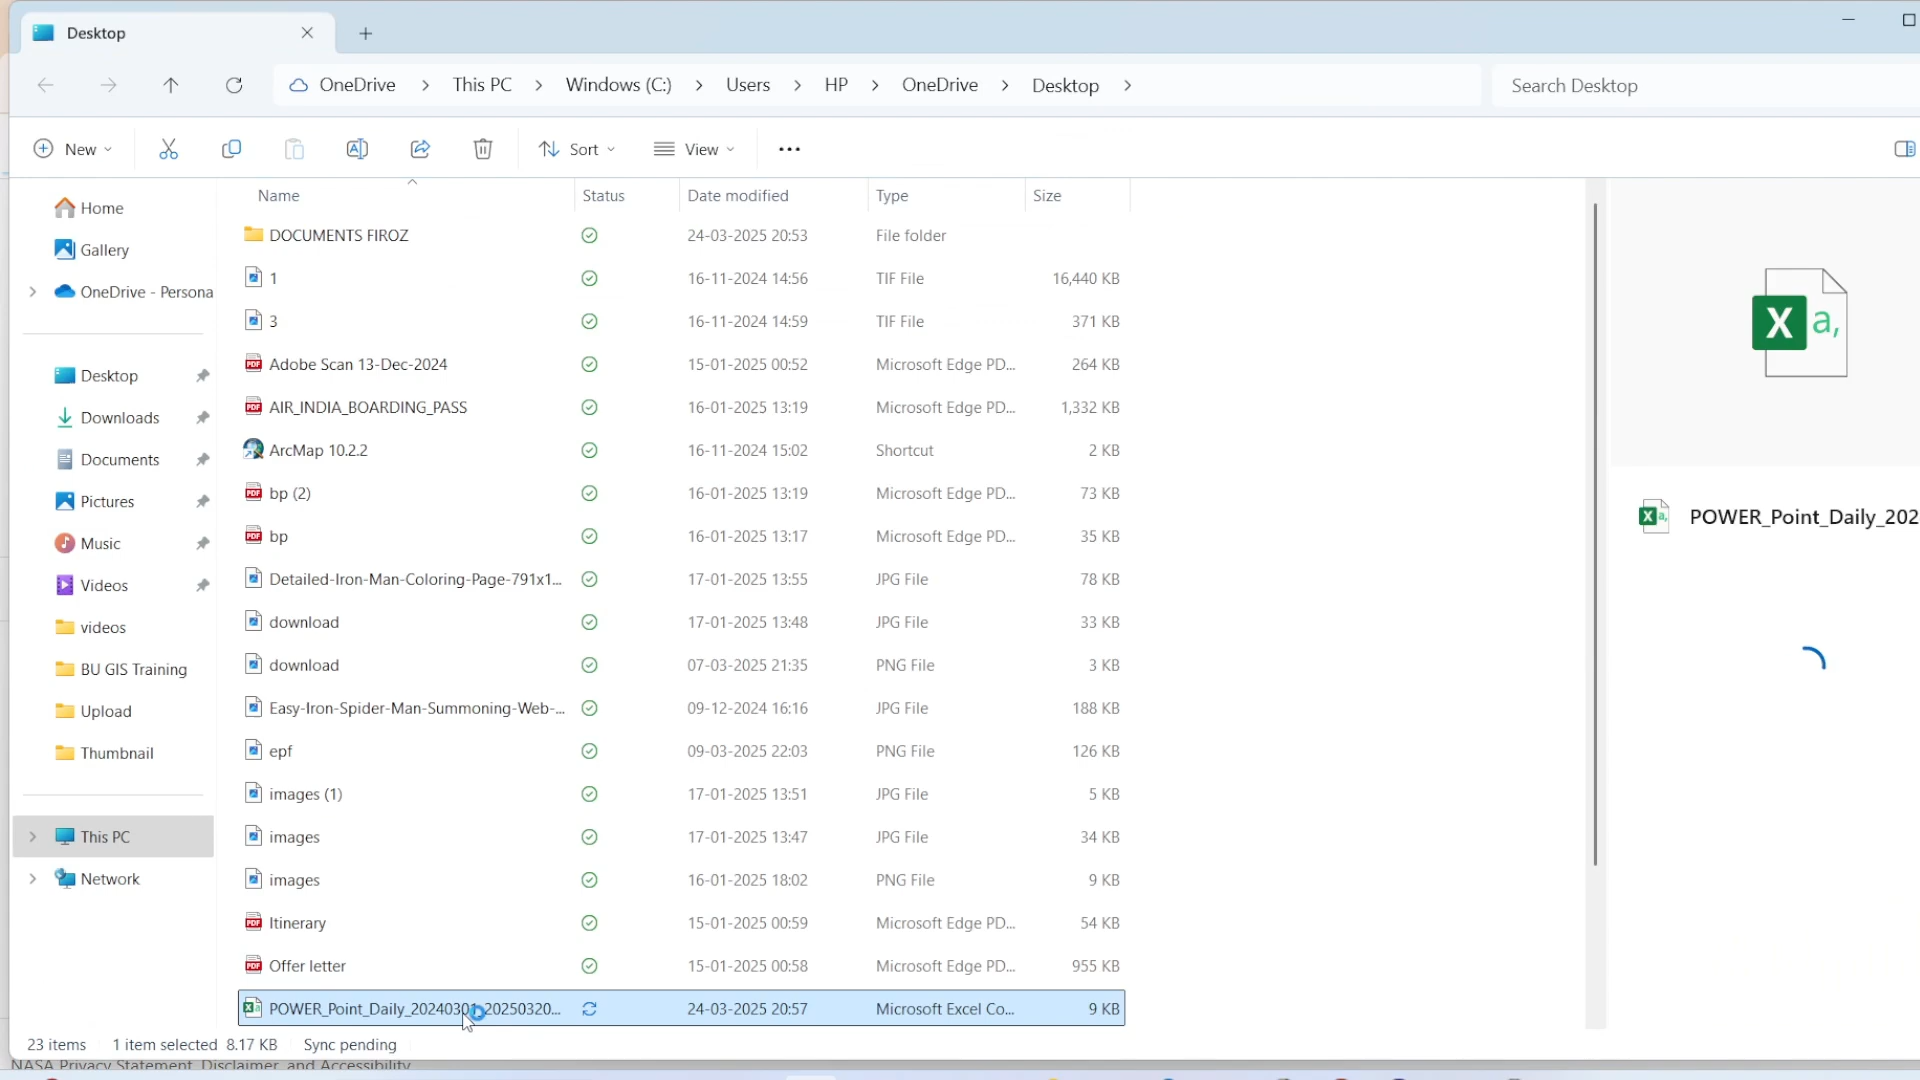 Desktop
OneDrive > This PC > Windows (C:) > Users > HP > OneDrive > Desktop >
Search Desktop
New
Sort
View
Name Status Date modified Type Size
Home
Gallery
OneDrive - Persona
Desktop
Downloads
Documents
Pictures
Music
Videos
videos
BU GIS Training
Upload
Thumbnail
This PC
Network
DOCUMENTS FIROZ 24-03-2025 20:53 File folder
1 16-11-2024 14:56 TIF File 16,440 KB
3 16-11-2024 14:59 TIF File 371 KB
Adobe Scan 13-Dec-2024 15-01-2025 00:52 Microsoft Edge PD... 264 KB
AIR_INDIA_BOARDING_PASS 16-01-2025 13:19 Microsoft Edge PD... 1,332 KB
ArcMap 10.2.2 16-11-2024 15:02 Shortcut 2 KB
bp (2) 16-01-2025 13:19 Microsoft Edge PD... 73 KB
bp 16-01-2025 13:17 Microsoft Edge PD... 35 KB
Detailed-Iron-Man-Coloring-Page-791x1... 17-01-2025 13:55 JPG File 78 KB
download 17-01-2025 13:48 JPG File 33 KB
download 07-03-2025 21:35 PNG File 3 KB
Easy-Iron-Spider-Man-Summoning-Web-... 09-12-2024 16:16 JPG File 188 KB
epf 09-03-2025 22:03 PNG File 126 KB
images (1) 17-01-2025 13:51 JPG File 5 KB
images 17-01-2025 13:47 JPG File 34 KB
images 16-01-2025 18:02 PNG File 9 KB
Itinerary 15-01-2025 00:59 Microsoft Edge PD... 54 KB
Offer letter 15-01-2025 00:58 Microsoft Edge PD... 955 KB
POWER_Point_Daily_20240301_20250320... 24-03-2025 20:57 Microsoft Excel Co... 9 KB
POWER_Point_Daily_202
23 items 1 item selected 8.17 KB Sync pending
NASA Privacy Statement, Disclaimer, and Accessibility